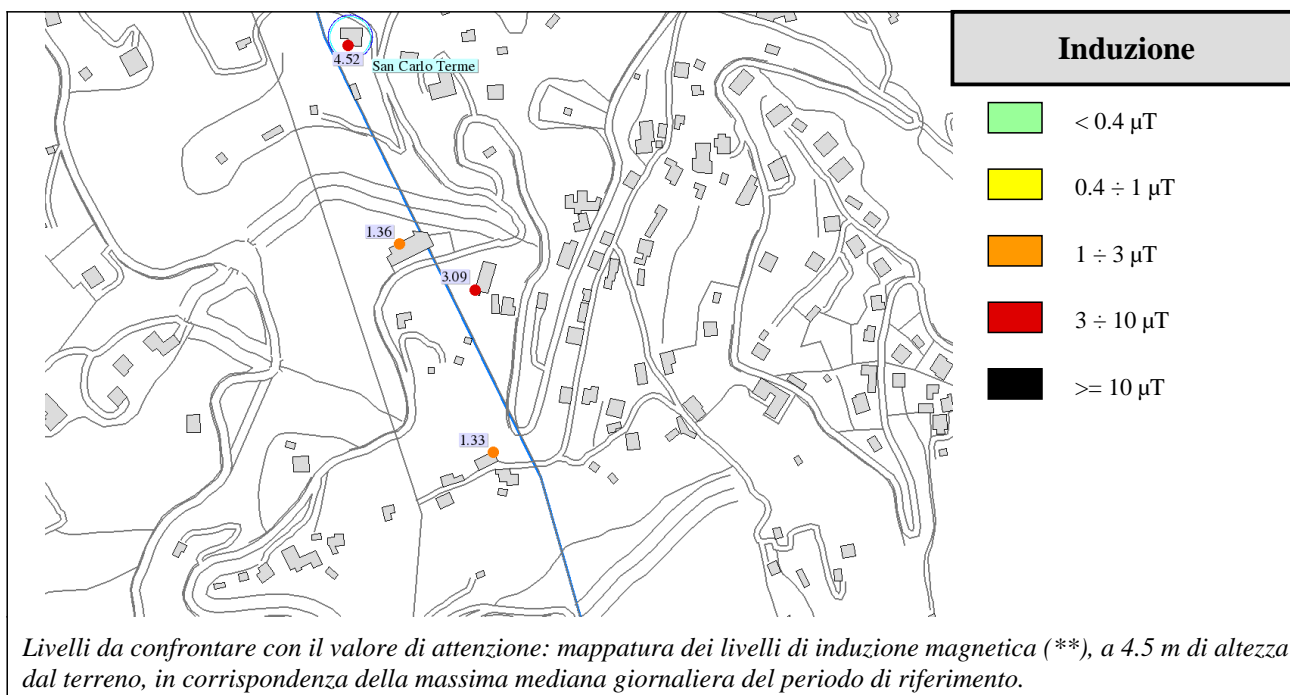 4.52
San Carlo Terme
1.36
3.09
1.33
Induzione
< 0.4 µT
0.4 ÷ 1 µT
1 ÷ 3 µT
3 ÷ 10 µT
>= 10 µT
Livelli da confrontare con il valore di attenzione: mappatura dei livelli di induzione magnetica (**), a 4.5 m di altezza
dal terreno, in corrispondenza della massima mediana giornaliera del periodo di riferimento.